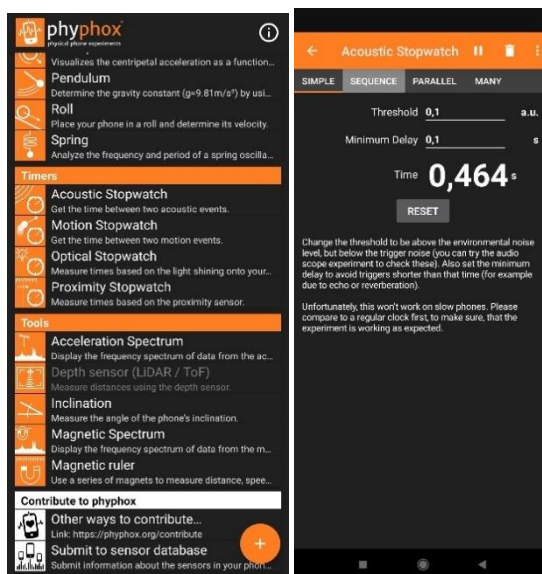 phyphox
physical phone experiments
Visualizes the centripetal acceleration as a function...
Pendulum
Determine the gravity constant (g=9.81m/s²) by usi...
Roll
Place your phone in a roll and determine its velocity.
Spring
Analyze the frequency and period of a spring oscilla...
Timers
Acoustic Stopwatch
Get the time between two acoustic events.
Motion Stopwatch
Get the time between two motion events.
Optical Stopwatch
Measure times based on the light shining onto your...
Proximity Stopwatch
Measure times based on the proximity sensor.
Tools
Acceleration Spectrum
Display the frequency spectrum of data from the ac...
Depth sensor (LiDAR / ToF)
Measure distances using the depth sensor.
Inclination
Measure the angle of the phone's inclination.
Magnetic Spectrum
Display the frequency spectrum of data from the m...
Magnetic ruler
Use a series of magnets to measure distance, spee...
Contribute to phyphox
Other ways to contribute...
Link: https://phyphox.org/contribute
Submit to sensor database
Submit information about the sensors in your phon...
Acoustic Stopwatch
SIMPLE SEQUENCE PARALLEL MANY
Threshold 0,1 a.u.
Minimum Delay 0,1 s
Time 0,464 s
RESET
Change the threshold to be above the environmental noise
level, but below the trigger noise (you can try the audio
scope experiment to check these). Also set the minimum
delay to avoid triggers shorter than that time (for example
due to echo or reverberation).
Unfortunately, this won't work on slow phones. Please
compare to a regular clock first, to make sure, that the
experiment is working as expected.